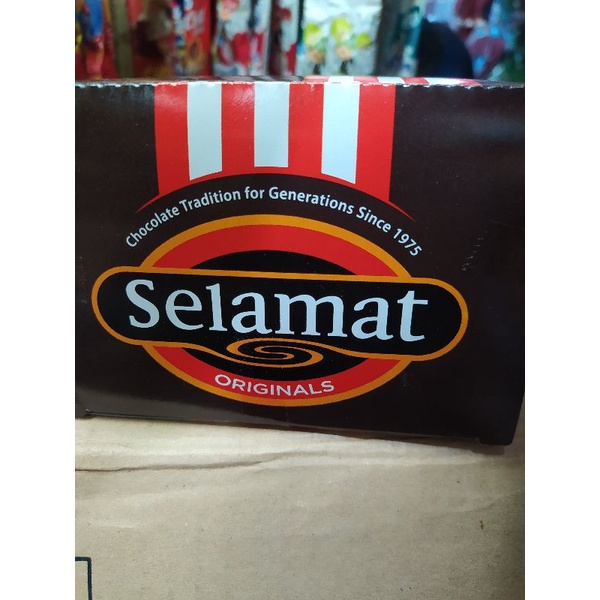 Chocolate Tradition for Generations Since 1975
Selamat
ORIGINALS